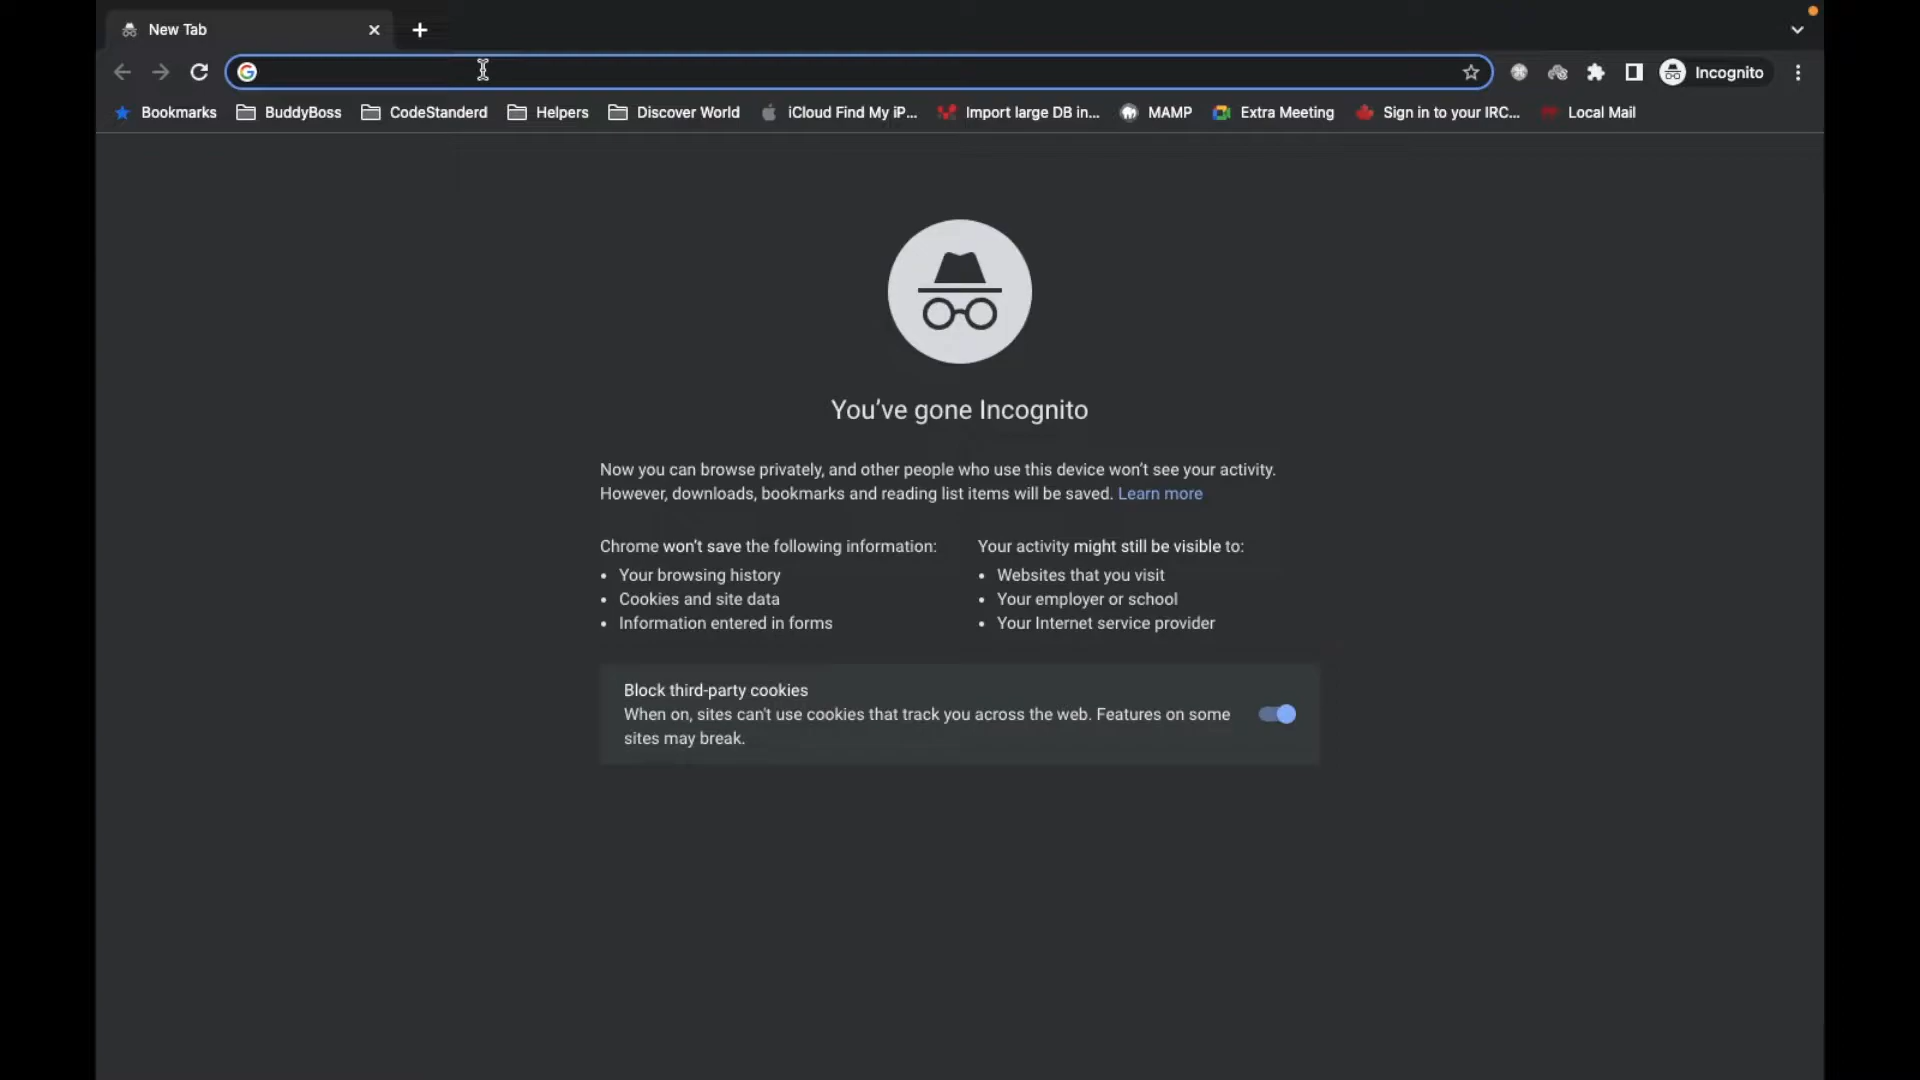 New Tab
Incognito
Bookmarks BuddyBoss CodeStanderd Helpers Discover World iCloud Find My iP... Import large DB in... MAMP Extra Meeting Sign in to your IRC... Local Mail
You've gone Incognito
Now you can browse privately, and other people who use this device won't see your activity.
However, downloads, bookmarks and reading list items will be saved. Learn more
Chrome won't save the following information:
• Your browsing history
• Cookies and site data
• Information entered in forms
Your activity might still be visible to:
• Websites that you visit
• Your employer or school
• Your Internet service provider
Block third-party cookies
When on, sites can't use cookies that track you across the web. Features on some
sites may break.